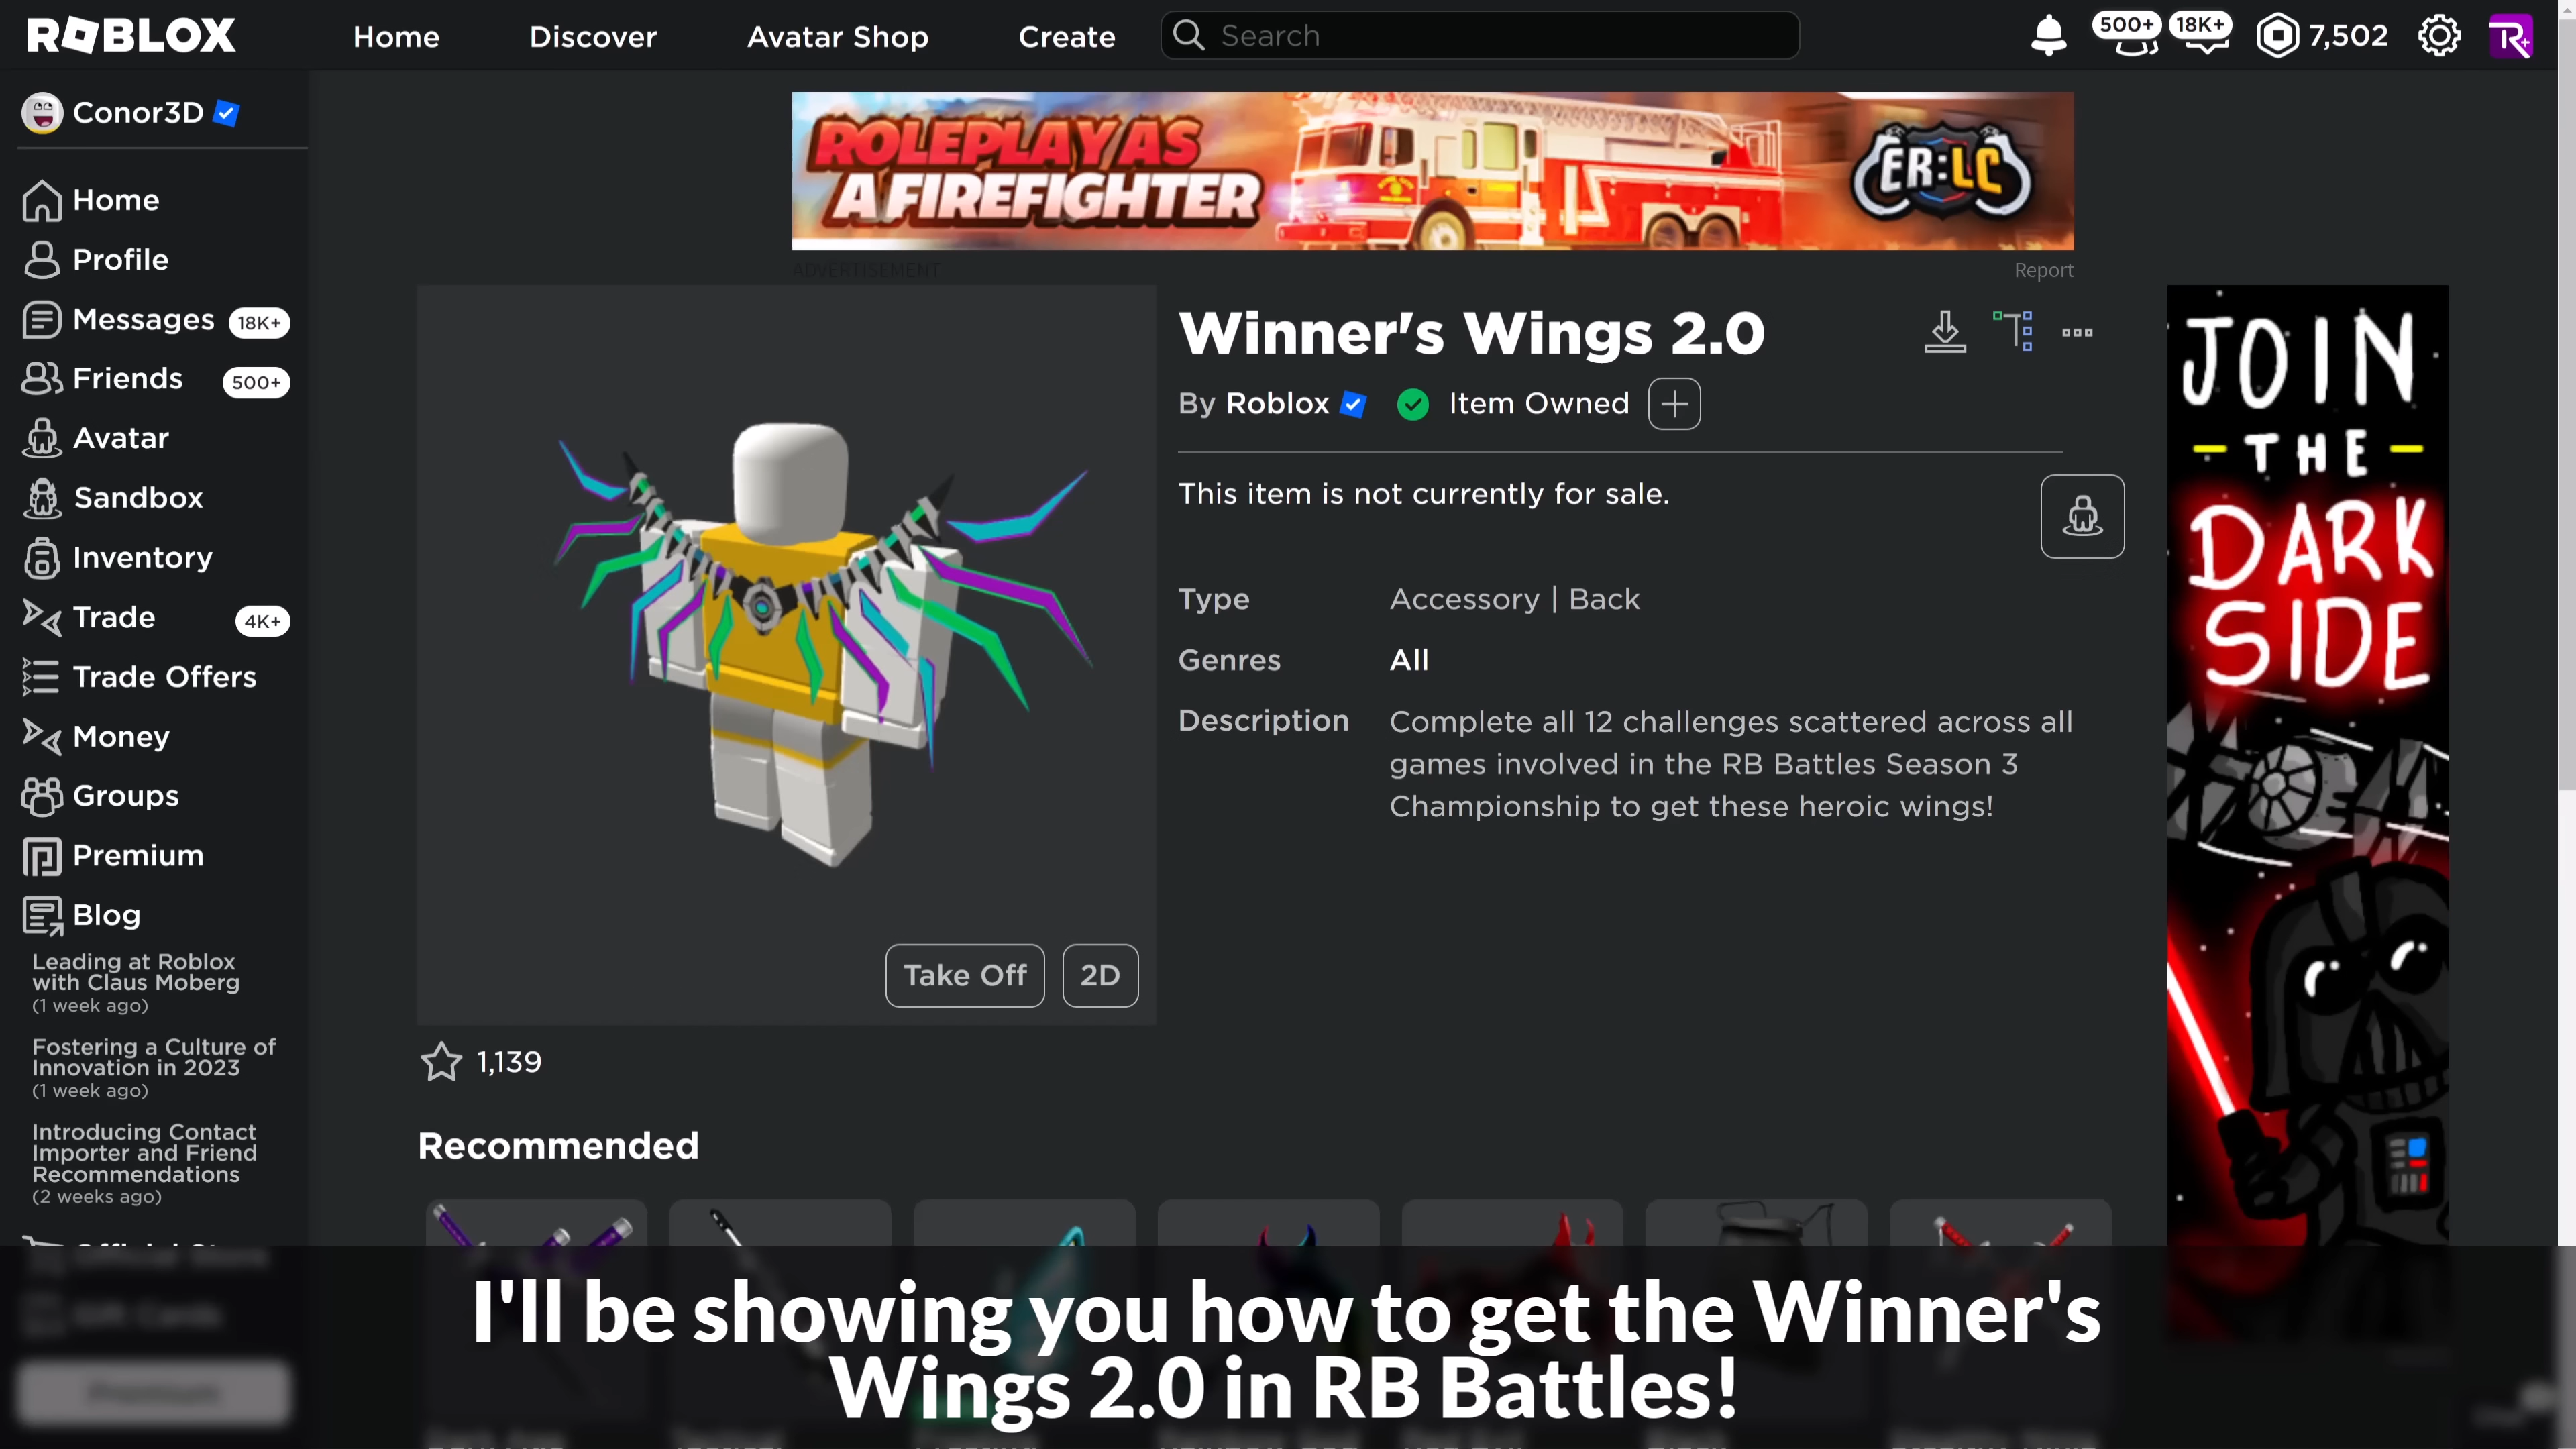 ROBLOX
Home
Discover
Avatar Shop
Create
Search
500+
18K+
7,502
R+
Conor3D
Home
Profile
Messages 18K+
Friends 500+
Avatar
Sandbox
Inventory
Trade 4K+
Trade Offers
Money
Groups
Premium
Blog
Leading at Roblox
with Claus Moberg
(1 week ago)
Fostering a Culture of
Innovation in 2023
(1 week ago)
Introducing Contact
Importer and Friend
Recommendations
(2 weeks ago)
Gift Cards
Premium
ROLEPLAY AS
A FIREFIGHTER
ER:LC
ADVERTISEMENT
Report
Winner's Wings 2.0
By Roblox Item Owned
This item is not currently for sale.
Type Accessory | Back
Genres All
Description Complete all 12 challenges scattered across all
games involved in the RB Battles Season 3
Championship to get these heroic wings!
Take Off
2D
1,139
Recommended
JOIN
THE
DARK
SIDE
I'll be showing you how to get the Winner's
Wings 2.0 in RB Battles!